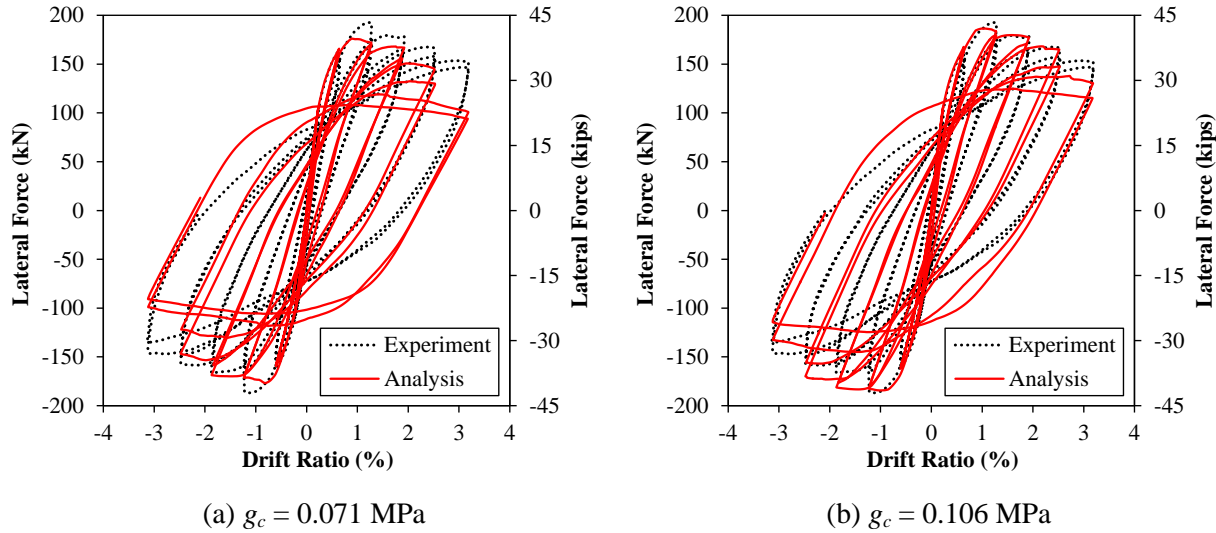 200
150
100
50
0
-50
-100
-150
-200
Lateral Force (kN)
45
30
15
0
-15
-30
-45
Lateral Force (kips)
-4 -3 -2 -1 0 1 2 3 4
Drift Ratio (%)
Experiment
Analysis
(a) gc = 0.071 MPa
200
150
100
50
0
-50
-100
-150
-200
Lateral Force (kN)
45
30
15
0
-15
-30
-45
Lateral Force (kips)
-4 -3 -2 -1 0 1 2 3 4
Drift Ratio (%)
Experiment
Analysis
(b) gc = 0.106 MPa